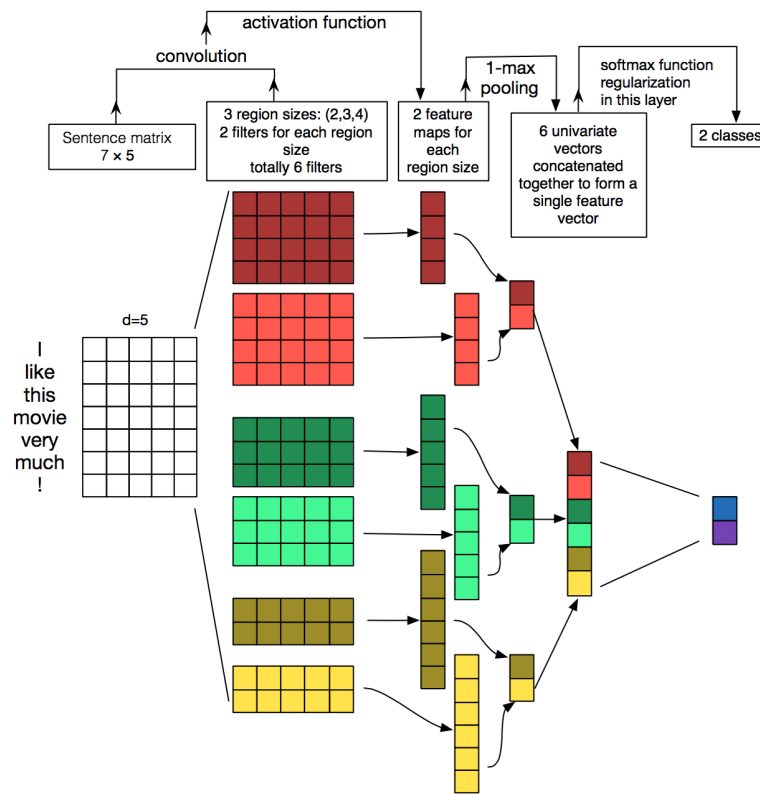 activation function
convolution
1-max
pooling
softmax function
regularization
in this layer
Sentence matrix
7 × 5
3 region sizes: (2,3,4)
2 filters for each region
size
totally 6 filters
2 feature
maps for
each
region size
6 univariate
vectors
concatenated
together to form a
single feature
vector
2 classes
d=5
I
like
this
movie
very
much
!